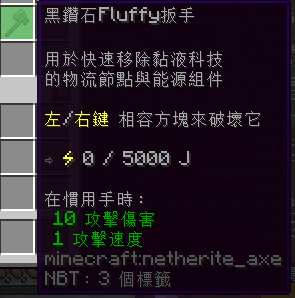 黑鑽石Fluffy扳手
用於快速移除黏液科技
的物流節點與能源組件
左/右鍵 相容方塊來破壞它
⇨ ⚡ 0 / 5000 J
在慣用手時：
10 攻擊傷害
1 攻擊速度
minecraft:netherite_axe
NBT: 3 個標籤